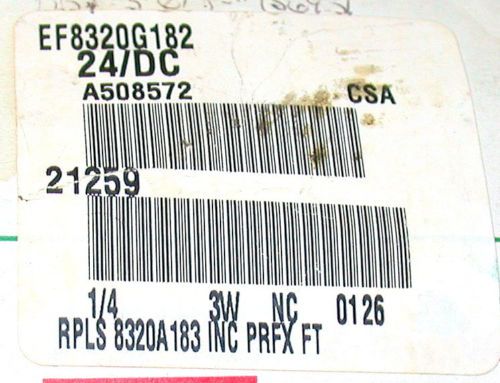 EF8320G182
24/DC
A508572 CSA
21259
1/4 3W NC 0126
RPLS 8320A183 INC PRFX FT